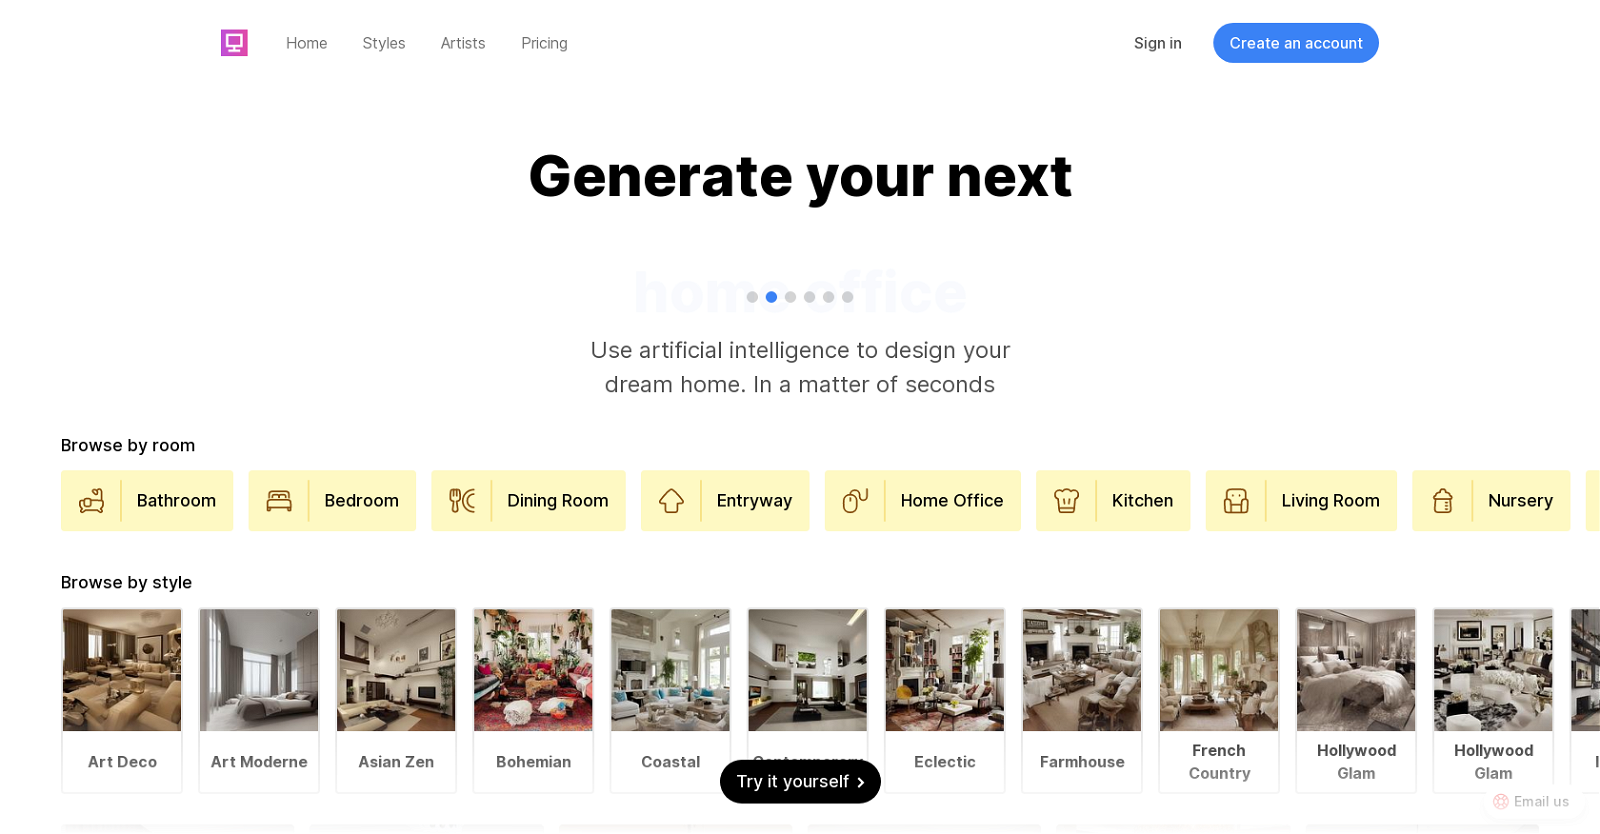 Home
Styles
Artists
Pricing
Sign in
Create an account
Generate your next
home office
Use artificial intelligence to design your
dream home. In a matter of seconds
Browse by room
Bathroom
Bedroom
Dining Room
Entryway
Home Office
Kitchen
Living Room
Nursery
Browse by style
Art Deco
Art Moderne
Asian Zen
Bohemian
Coastal
Contemporary
Eclectic
Farmhouse
French
Country
Hollywood
Glam
Hollywood
Glam
Try it yourself
Email us